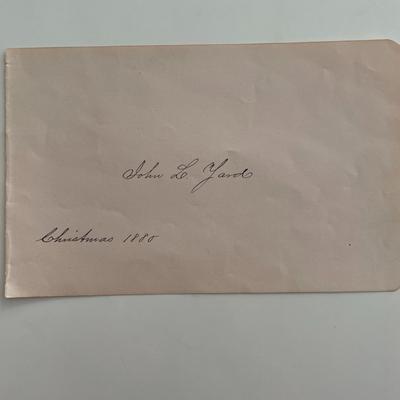 John L. Yard
Christmas 1880